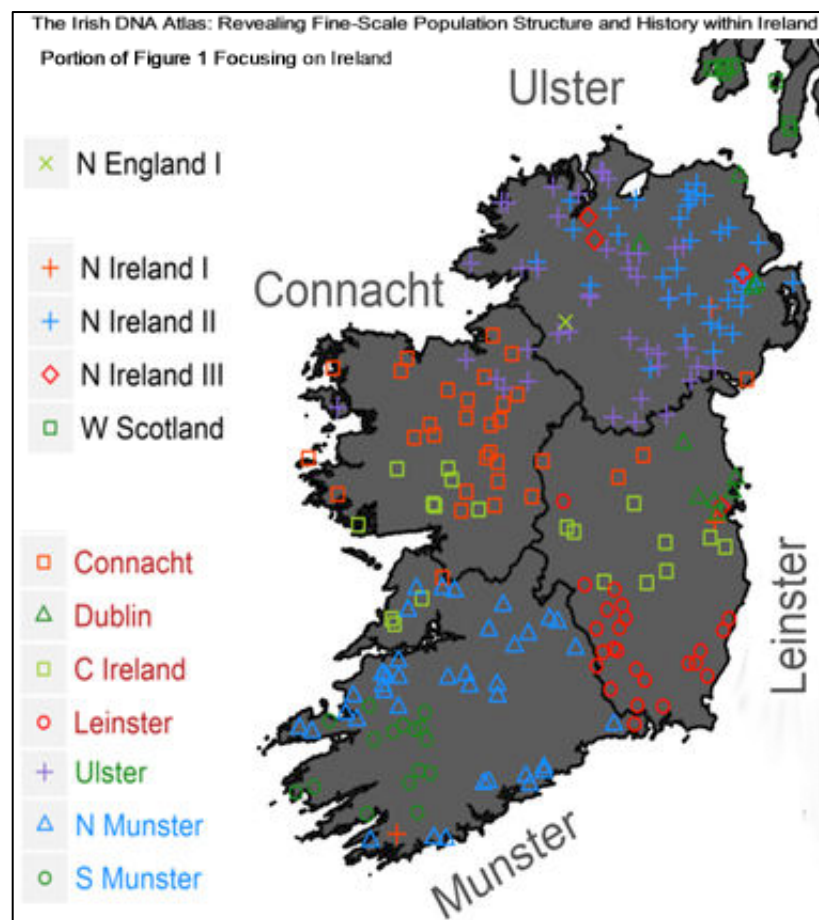 The Irish DNA Atlas: Revealing Fine-Scale Population Structure and History within Ireland
Portion of Figure 1 Focusing on Ireland
Ulster
N England I
N Ireland I
Connacht
N Ireland II
N Ireland III
W Scotland
Connacht
Dublin
Leinster
C Ireland
Leinster
Ulster
N Munster
Munster
S Munster